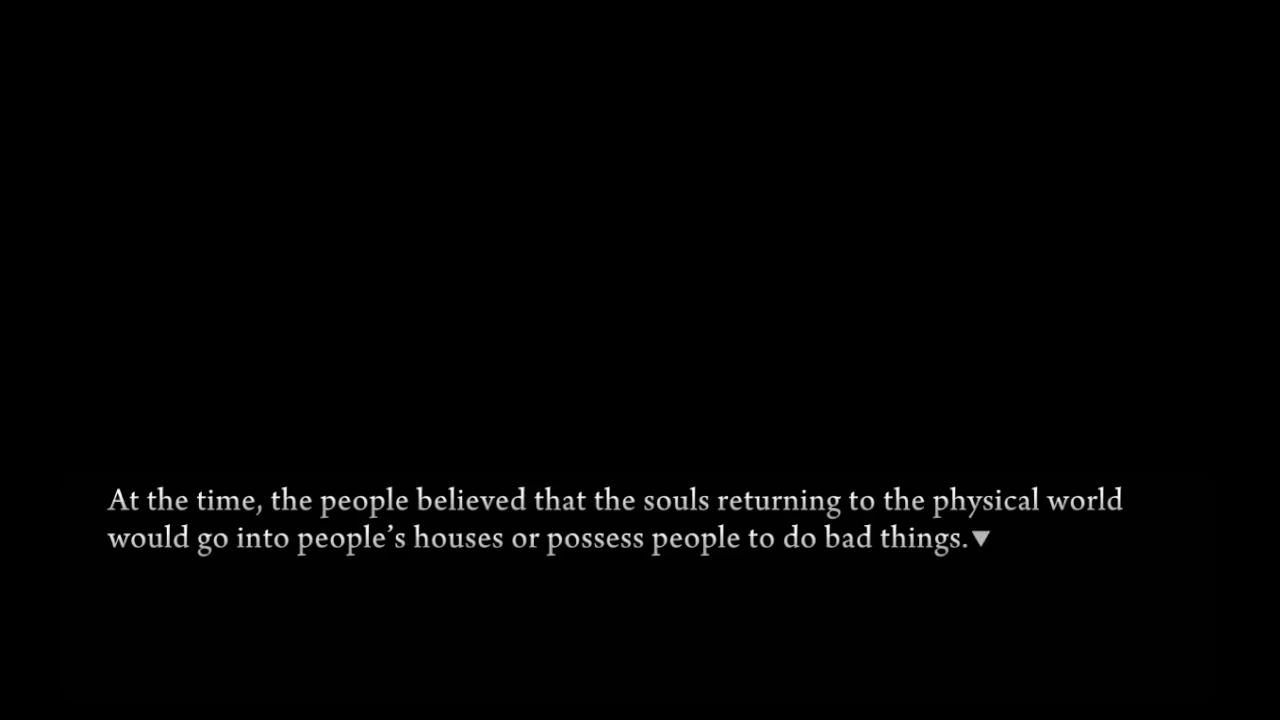 At the time, the people believed that the souls returning to the physical world
would go into people’s houses or possess people to do bad things.▼